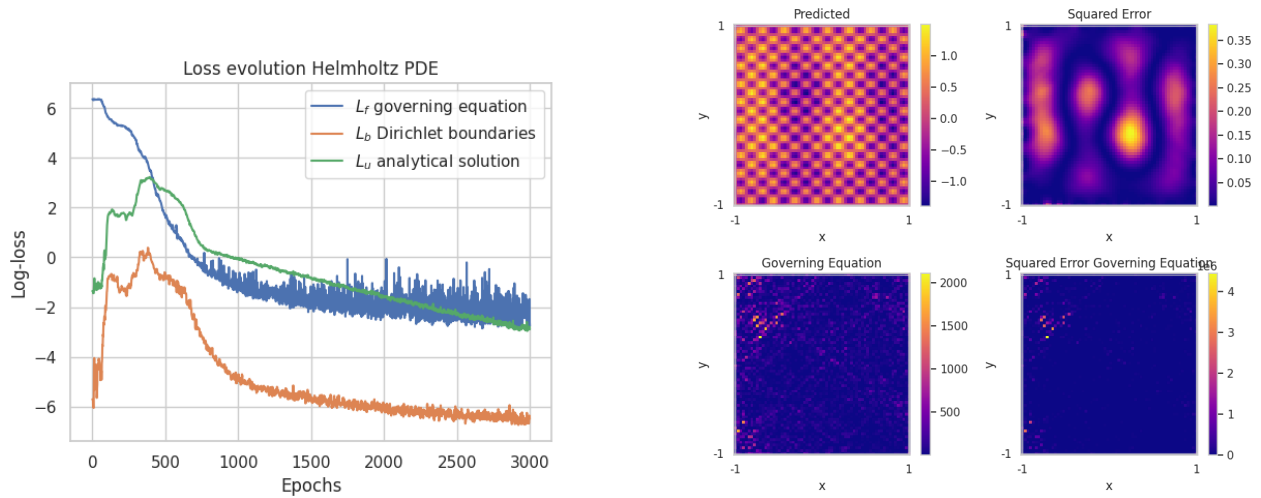 Loss evolution Helmholtz PDE
Log-loss
6
4
2
0
−2
−4
−6
L_f governing equation
L_b Dirichlet boundaries
L_u analytical solution
0 500 1000 1500 2000 2500 3000
Epochs
Predicted
1
y
-1
-1 1
x
1.0
0.5
0.0
−0.5
−1.0
Squared Error
1
y
-1
-1 1
x
0.35
0.30
0.25
0.20
0.15
0.10
0.05
Governing Equation
1
y
-1
-1 1
x
2000
1500
1000
500
Squared Error Governing Equation
1e6
1
y
-1
-1 1
x
4
3
2
1
0